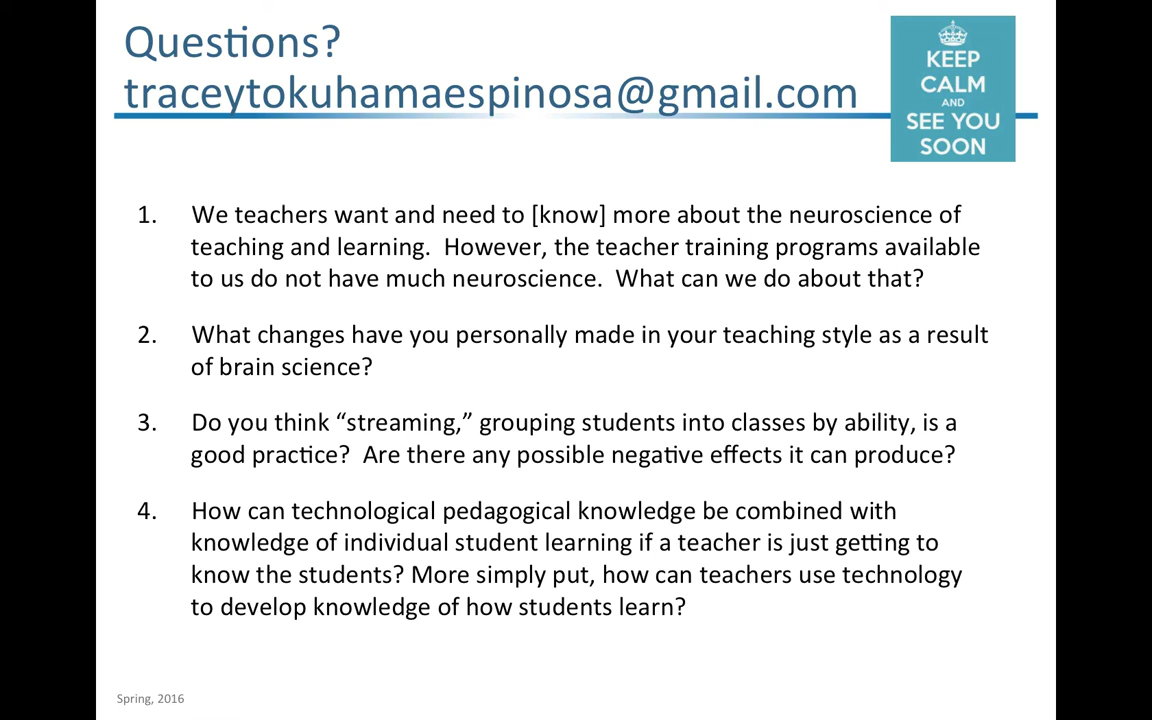 Questions?
traceytokuhamaespinosa@gmail.com
KEEP
CALM
AND
SEE YOU
SOON
1. We teachers want and need to [know] more about the neuroscience of
teaching and learning. However, the teacher training programs available
to us do not have much neuroscience. What can we do about that?
2. What changes have you personally made in your teaching style as a result
of brain science?
3. Do you think “streaming,” grouping students into classes by ability, is a
good practice? Are there any possible negative effects it can produce?
4. How can technological pedagogical knowledge be combined with
knowledge of individual student learning if a teacher is just getting to
know the students? More simply put, how can teachers use technology
to develop knowledge of how students learn?
Spring, 2016